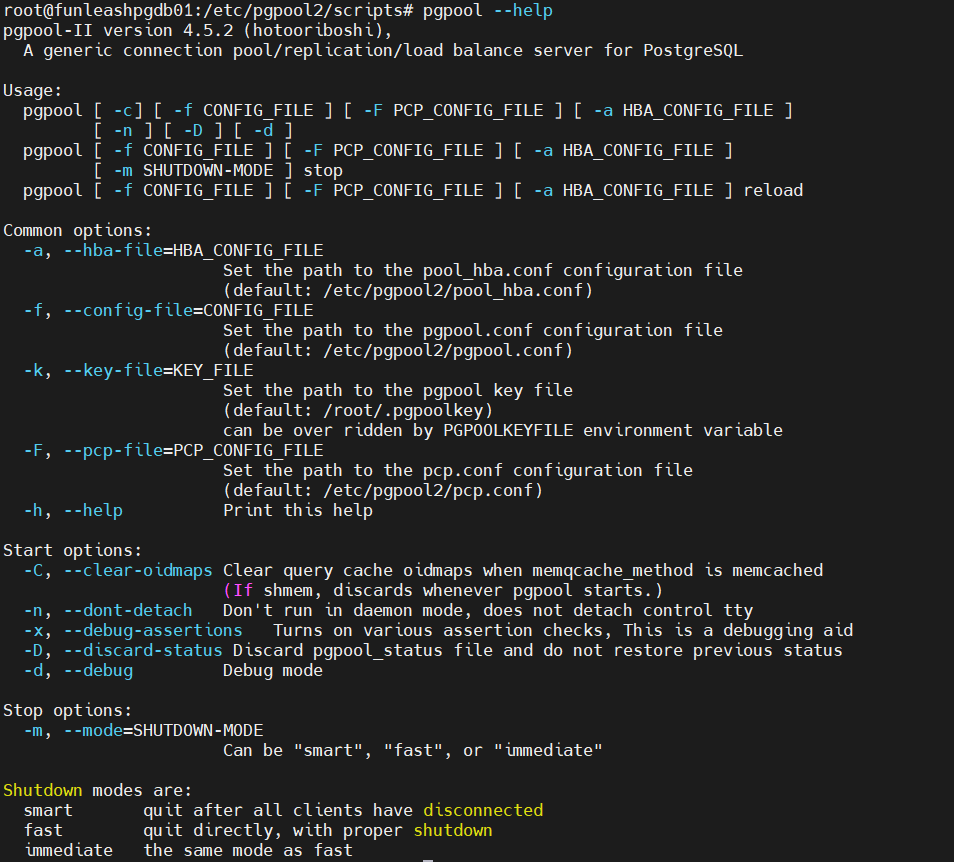 root@funleashpgdb01:/etc/pgpool2/scripts# pgpool --help
pgpool-II version 4.5.2 (hotooriboshi),
  A generic connection pool/replication/load balance server for PostgreSQL

Usage:
  pgpool [ -c] [ -f CONFIG_FILE ] [ -F PCP_CONFIG_FILE ] [ -a HBA_CONFIG_FILE ]
         [ -n ] [ -D ] [ -d ]
  pgpool [ -f CONFIG_FILE ] [ -F PCP_CONFIG_FILE ] [ -a HBA_CONFIG_FILE ]
         [ -m SHUTDOWN-MODE ] stop
  pgpool [ -f CONFIG_FILE ] [ -F PCP_CONFIG_FILE ] [ -a HBA_CONFIG_FILE ] reload

Common options:
  -a, --hba-file=HBA_CONFIG_FILE
                      Set the path to the pool_hba.conf configuration file
                      (default: /etc/pgpool2/pool_hba.conf)
  -f, --config-file=CONFIG_FILE
                      Set the path to the pgpool.conf configuration file
                      (default: /etc/pgpool2/pgpool.conf)
  -k, --key-file=KEY_FILE
                      Set the path to the pgpool key file
                      (default: /root/.pgpoolkey)
                      can be over ridden by PGPOOLKEYFILE environment variable
  -F, --pcp-file=PCP_CONFIG_FILE
                      Set the path to the pcp.conf configuration file
                      (default: /etc/pgpool2/pcp.conf)
  -h, --help          Print this help

Start options:
  -C, --clear-oidmaps Clear query cache oidmaps when memqcache_method is memcached
                      (If shmem, discards whenever pgpool starts.)
  -n, --dont-detach   Don't run in daemon mode, does not detach control tty
  -x, --debug-assertions   Turns on various assertion checks, This is a debugging aid
  -D, --discard-status Discard pgpool_status file and do not restore previous status
  -d, --debug         Debug mode

Stop options:
  -m, --mode=SHUTDOWN-MODE
                      Can be "smart", "fast", or "immediate"

Shutdown modes are:
  smart       quit after all clients have disconnected
  fast        quit directly, with proper shutdown
  immediate   the same mode as fast